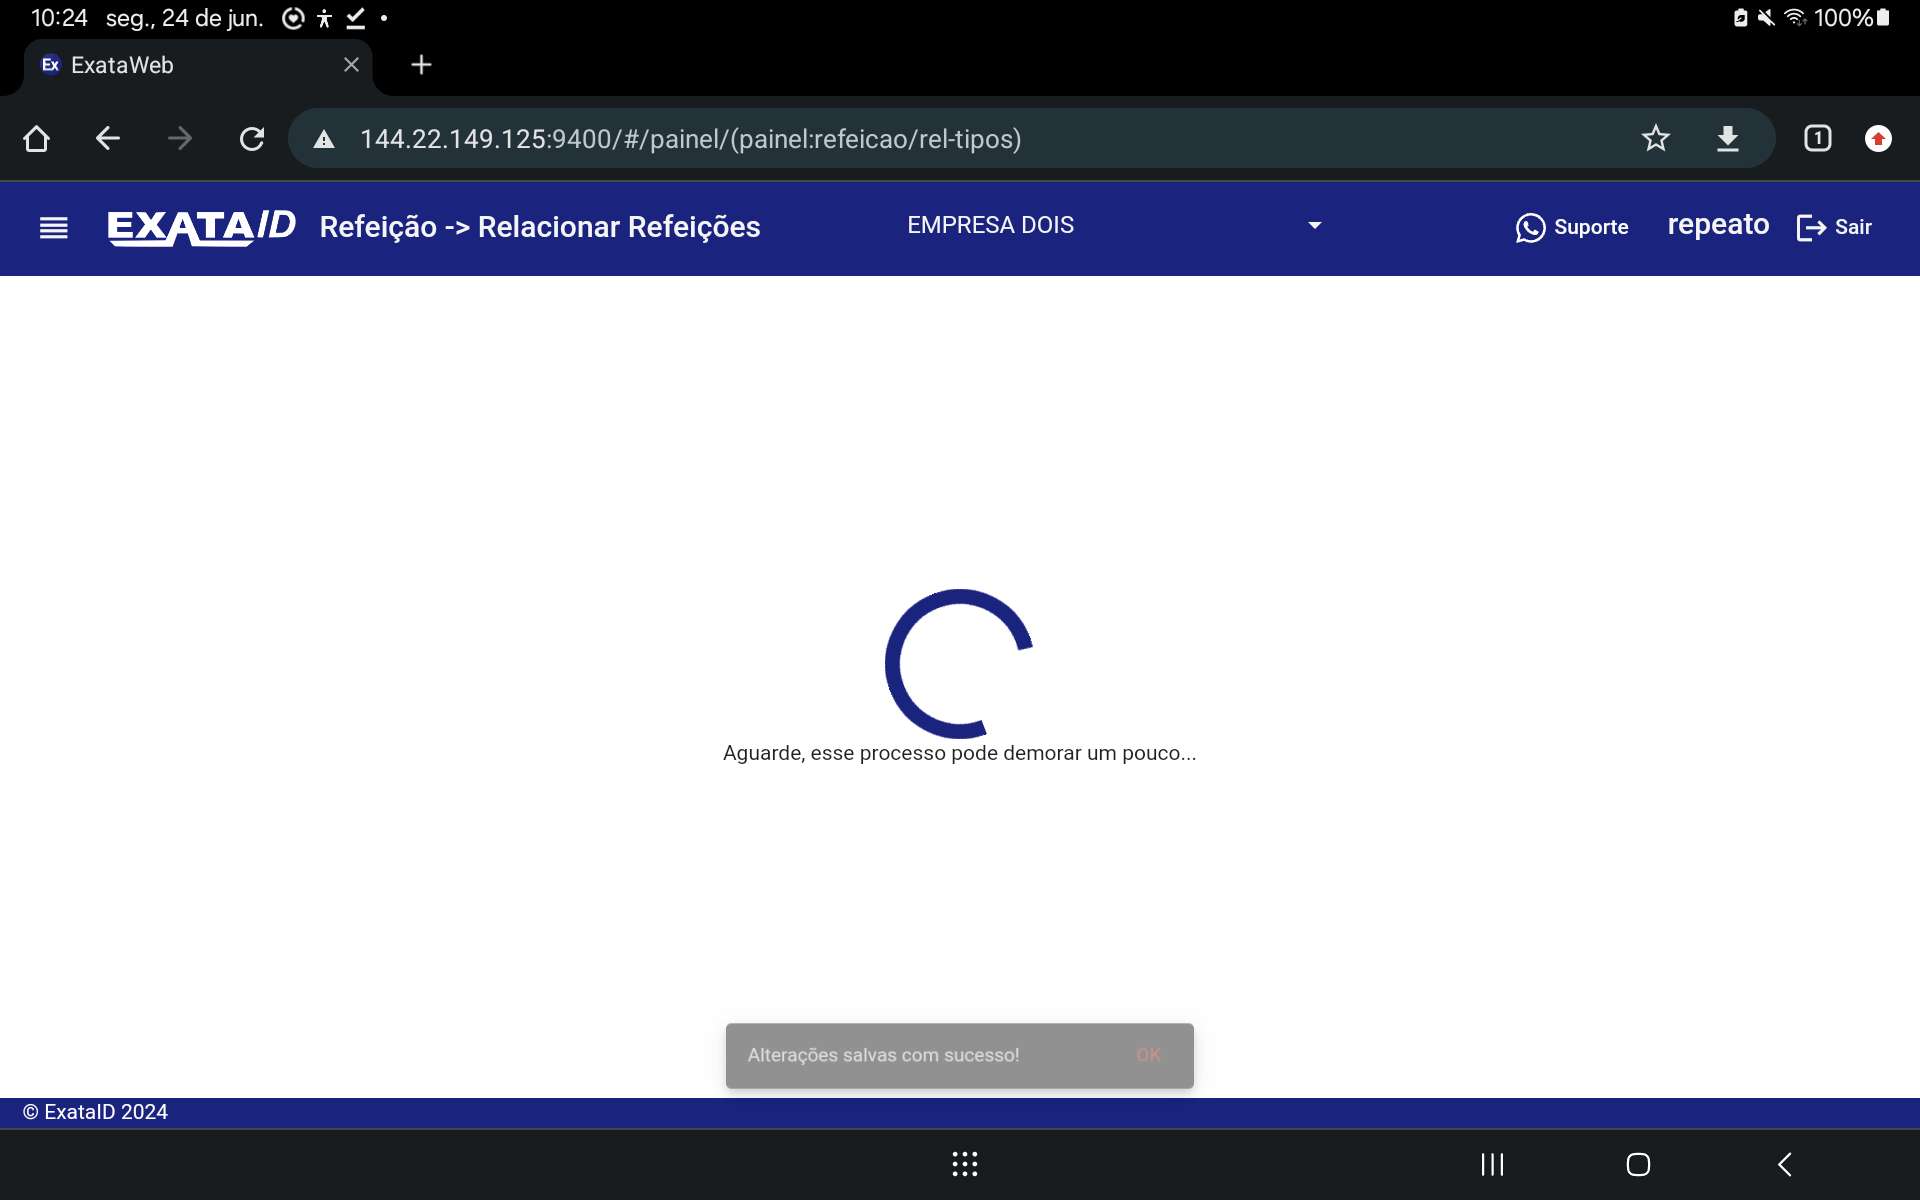 10:24 seg., 24 de jun. 100%
Ex ExataWeb
144.22.149.125:9400/#/painel/(painel:refeicao/rel-tipos) 1
EXATAID Refeição -> Relacionar Refeições EMPRESA DOIS Suporte repeato Sair
Aguarde, esse processo pode demorar um pouco...
Alterações salvas com sucesso! OK
© ExataID 2024